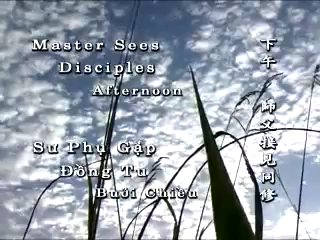 Master Sees
Disciples
Afternoon
Sư Phụ Gặp
Đồng Tu
Buổi Chiều
下午，師父接見同修